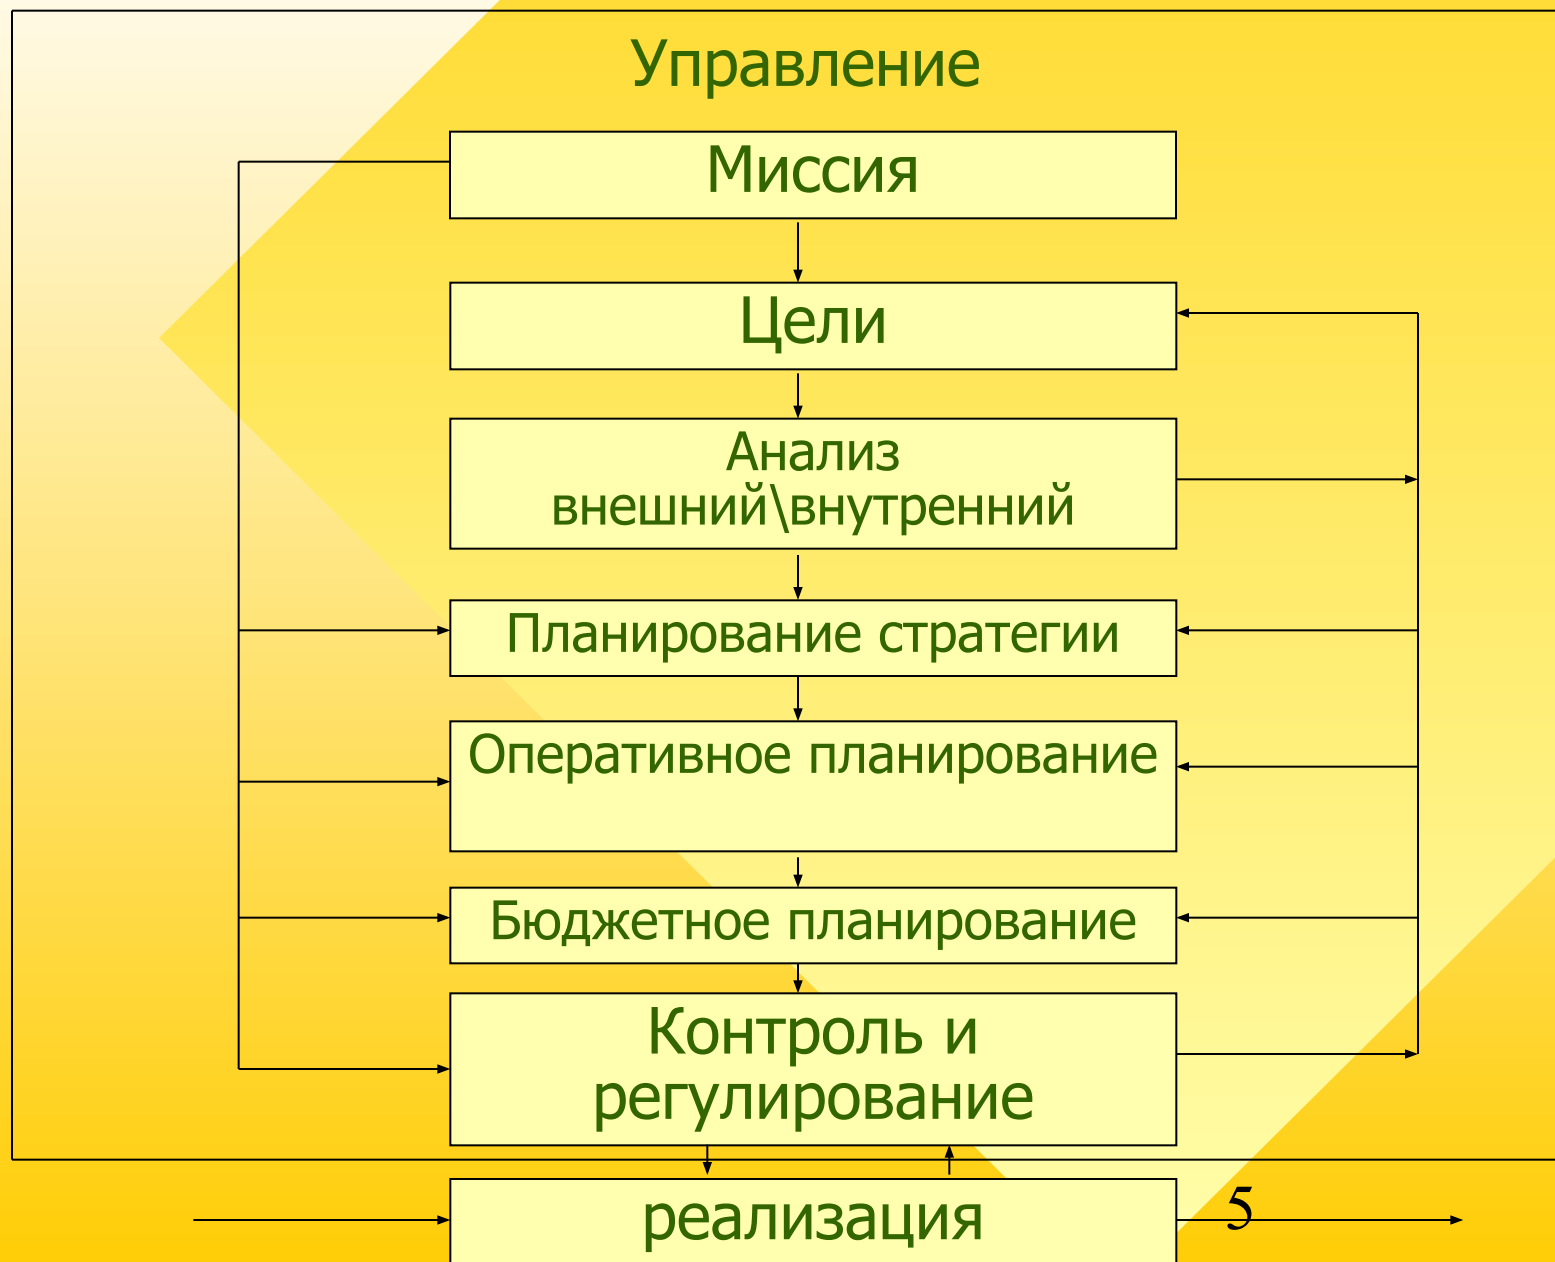 Управление
Миссия
Цели
Анализ
внешний\внутренний
Планирование стратегии
Оперативное планирование
Бюджетное планирование
Контроль и
регулирование
реализация
5